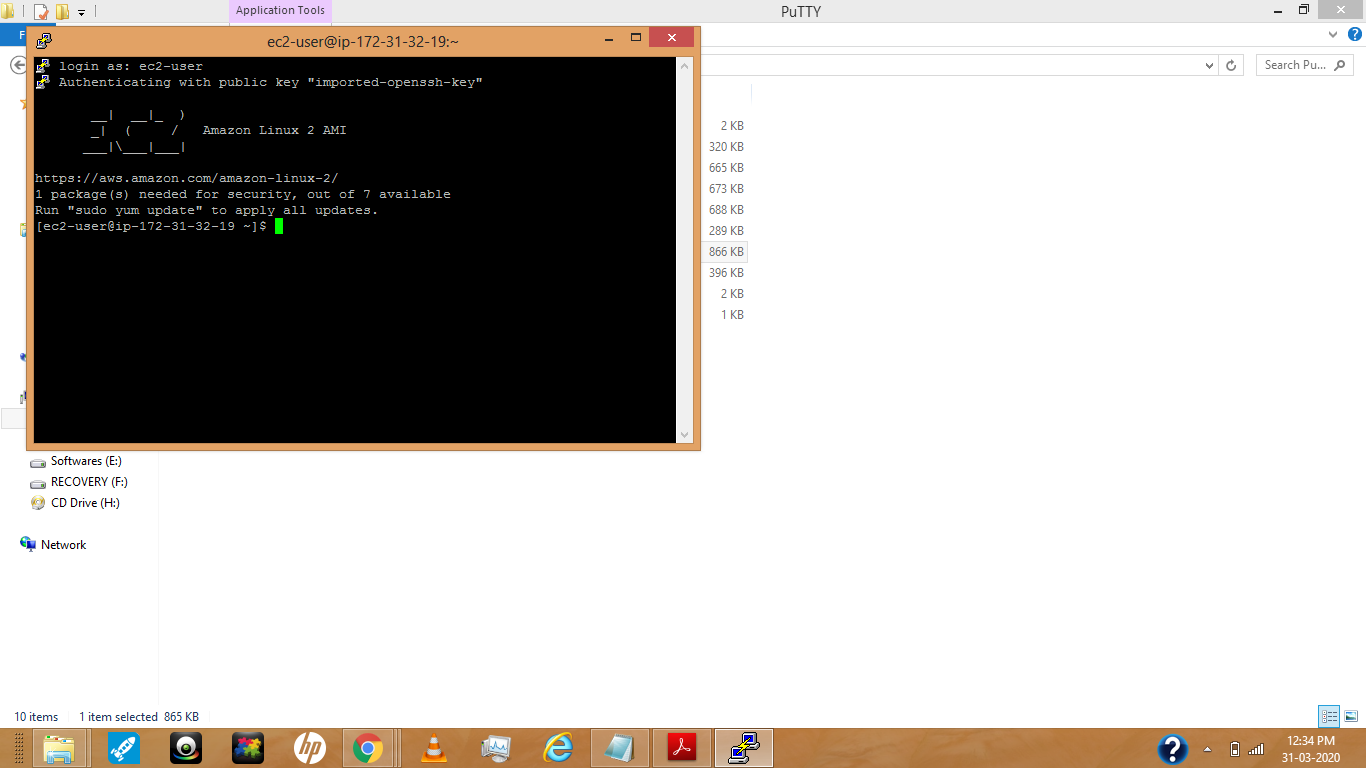 Application Tools
PuTTY
F
ec2-user@ip-172-31-32-19:~
login as: ec2-user
Authenticating with public key "imported-openssh-key"
__| __|_ )
_| ( / Amazon Linux 2 AMI
___|\___|___|
https://aws.amazon.com/amazon-linux-2/
1 package(s) needed for security, out of 7 available
Run "sudo yum update" to apply all updates.
[ec2-user@ip-172-31-32-19 ~]$
Search Pu...
2 KB
320 KB
665 KB
673 KB
688 KB
289 KB
866 KB
396 KB
2 KB
1 KB
Softwares (E:)
RECOVERY (F:)
CD Drive (H:)
Network
10 items 1 item selected 865 KB
hp
12:34 PM
31-03-2020